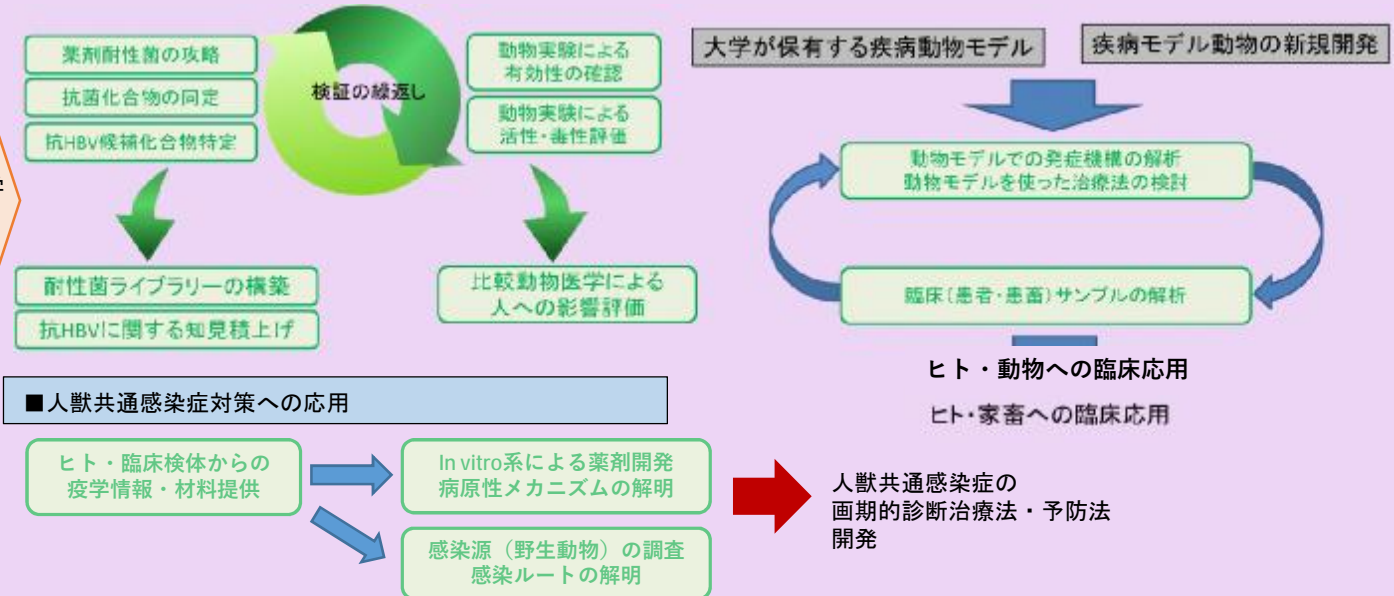 薬剤耐性菌の攻略
抗菌化合物の同定
抗HBV候補化合物特定
検証の繰返し
動物実験による
有効性の確認
動物実験による
活性・毒性評価
耐性菌ライブラリーの構築
抗HBVに関する知見積上げ
比較動物医学による
人への影響評価
大学が保有する疾病動物モデル
疾病モデル動物の新規開発
動物モデルでの発症機構の解析
動物モデルを使った治療法の検討
臨床(患者・患畜)サンプルの解析
ヒト・動物への臨床応用
ヒト・家畜への臨床応用
■人獣共通感染症対策への応用
ヒト・臨床検体からの
疫学情報・材料提供
In vitro系による薬剤開発
病原性メカニズムの解明
感染源（野生動物）の調査
感染ルートの解明
人獣共通感染症の
画期的診断治療法・予防法
開発